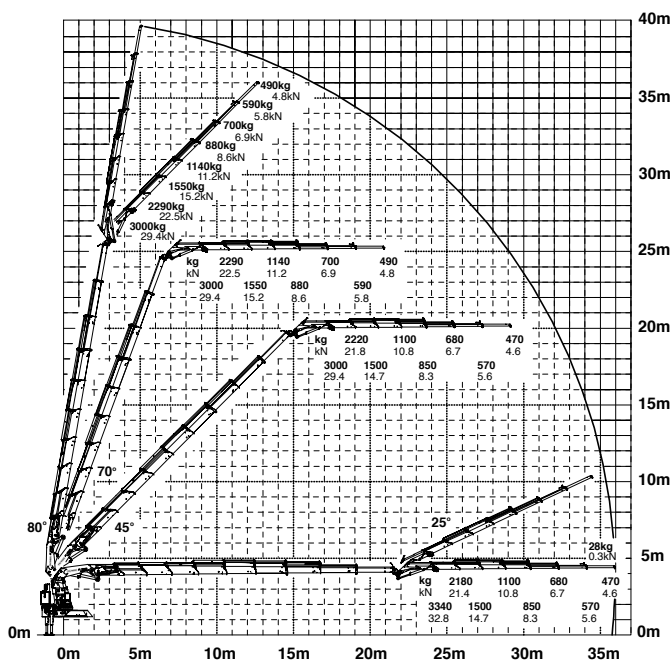 40m
490kg
4.8kN
590kg
5.8kN
35m
700kg
6.9kN
880kg
8.6kN
1140kg
11.2kN
1550kg
15.2kN
2290kg
22.5kN
30m
3000kg
29.4kN
25m
kg 2290 1140 700 490
kN 22.5 11.2 6.9 4.8
3000 1550 880 590
29.4 15.2 8.6 5.8
20m
kg 2220 1100 680 470
kN 21.8 10.8 6.7 4.6
3000 1500 850 570
29.4 14.7 8.3 5.6
15m
70°
10m
80° 45° 25°
28kg
0.3kN
5m
kg 2180 1100 680 470
kN 21.4 10.8 6.7 4.6
3340 1500 850 570
32.8 14.7 8.3 5.6
0m 0m
0m 5m 10m 15m 20m 25m 30m 35m